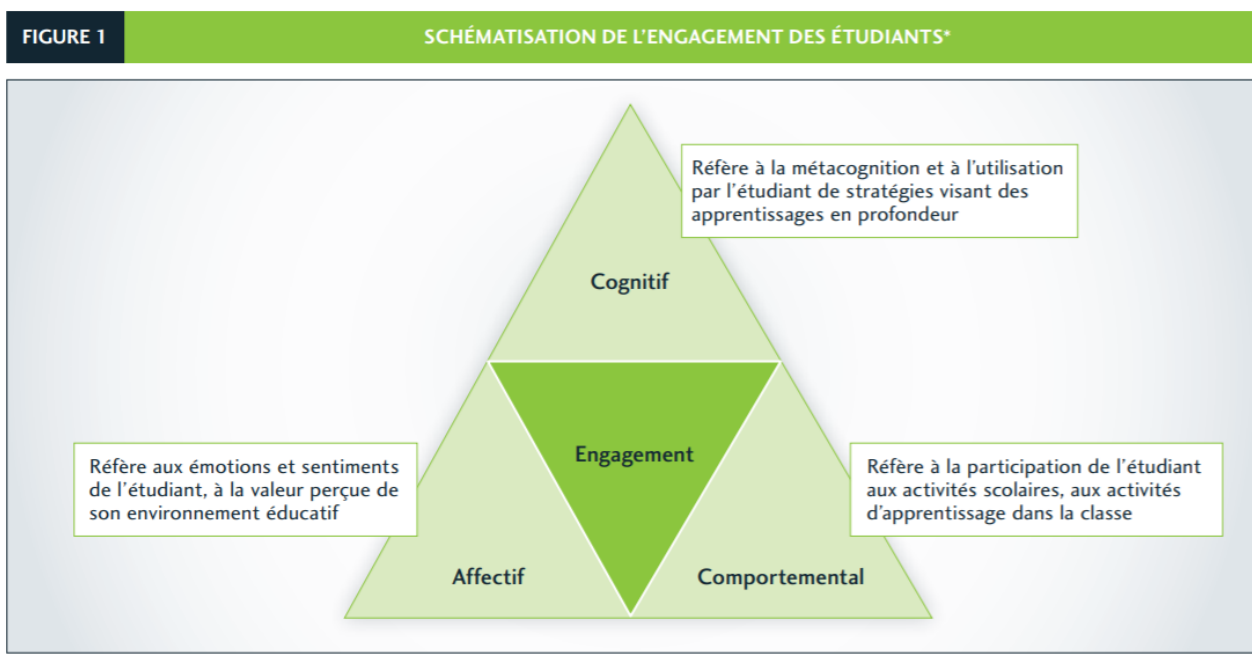 FIGURE 1
SCHÉMATISATION DE L’ENGAGEMENT DES ÉTUDIANTS*
Réfère à la métacognition et à l’utilisation
par l’étudiant de stratégies visant des
apprentissages en profondeur
Cognitif
Engagement
Réfère aux émotions et sentiments
de l’étudiant, à la valeur perçue de
son environnement éducatif
Réfère à la participation de l’étudiant
aux activités scolaires, aux activités
d’apprentissage dans la classe
Affectif
Comportemental